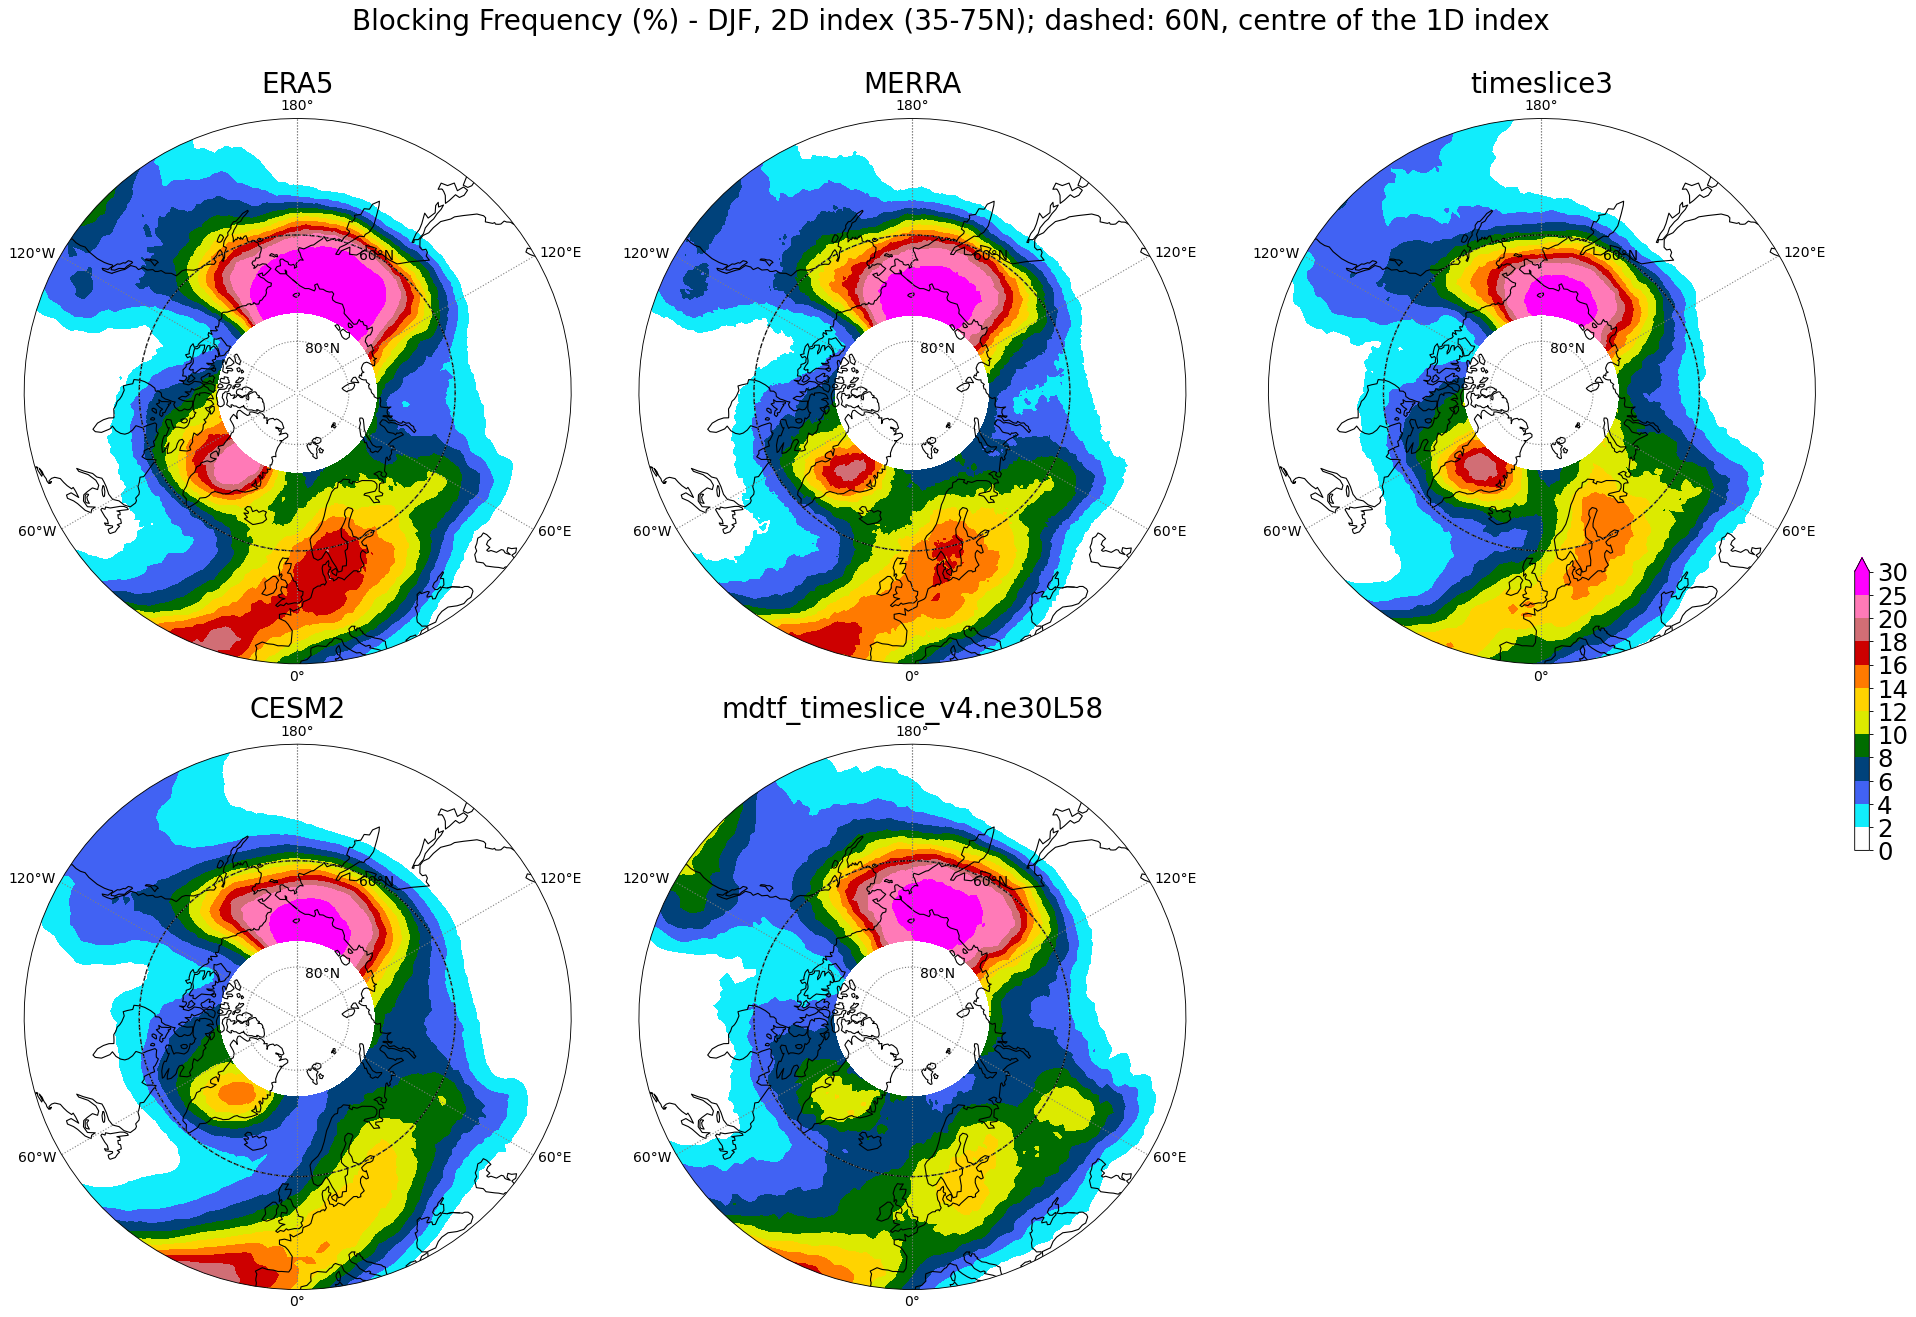 Blocking Frequency (%) - DJF, 2D index (35-75N); dashed: 60N, centre of the 1D index
ERA5
180°
120°W
120°E
60°N
80°N
60°W
60°E
0°
MERRA
180°
120°W
120°E
60°N
80°N
60°W
60°E
0°
timeslice3
180°
120°W
120°E
60°N
80°N
60°W
60°E
0°
CESM2
180°
120°W
120°E
60°N
80°N
60°W
60°E
0°
mdtf_timeslice_v4.ne30L58
180°
120°W
120°E
60°N
80°N
60°W
60°E
0°
30
25
20
18
16
14
12
10
8
6
4
2
0